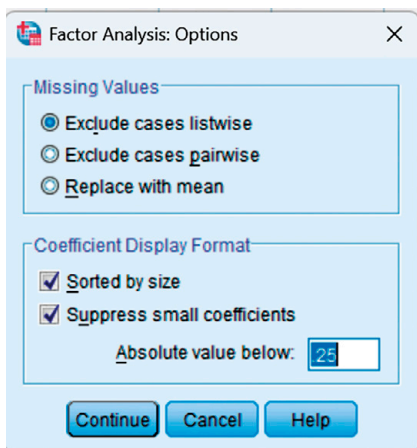 Factor Analysis: Options
Missing Values
Exclude cases listwise
Exclude cases pairwise
Replace with mean
Coefficient Display Format
Sorted by size
Suppress small coefficients
Absolute value below: .25
Continue Cancel Help